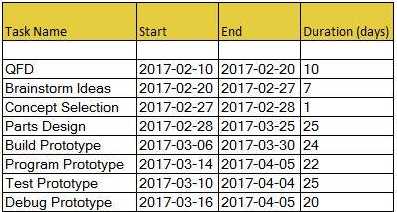 Task Name Start End Duration (days)
QFD 2017-02-10 2017-02-20 10
Brainstorm Ideas 2017-02-20 2017-02-27 7
Concept Selection 2017-02-27 2017-02-28 1
Parts Design 2017-02-28 2017-03-25 25
Build Prototype 2017-03-06 2017-03-30 24
Program Prototype 2017-03-14 2017-04-05 22
Test Prototype 2017-03-10 2017-04-04 25
Debug Prototype 2017-03-16 2017-04-05 20